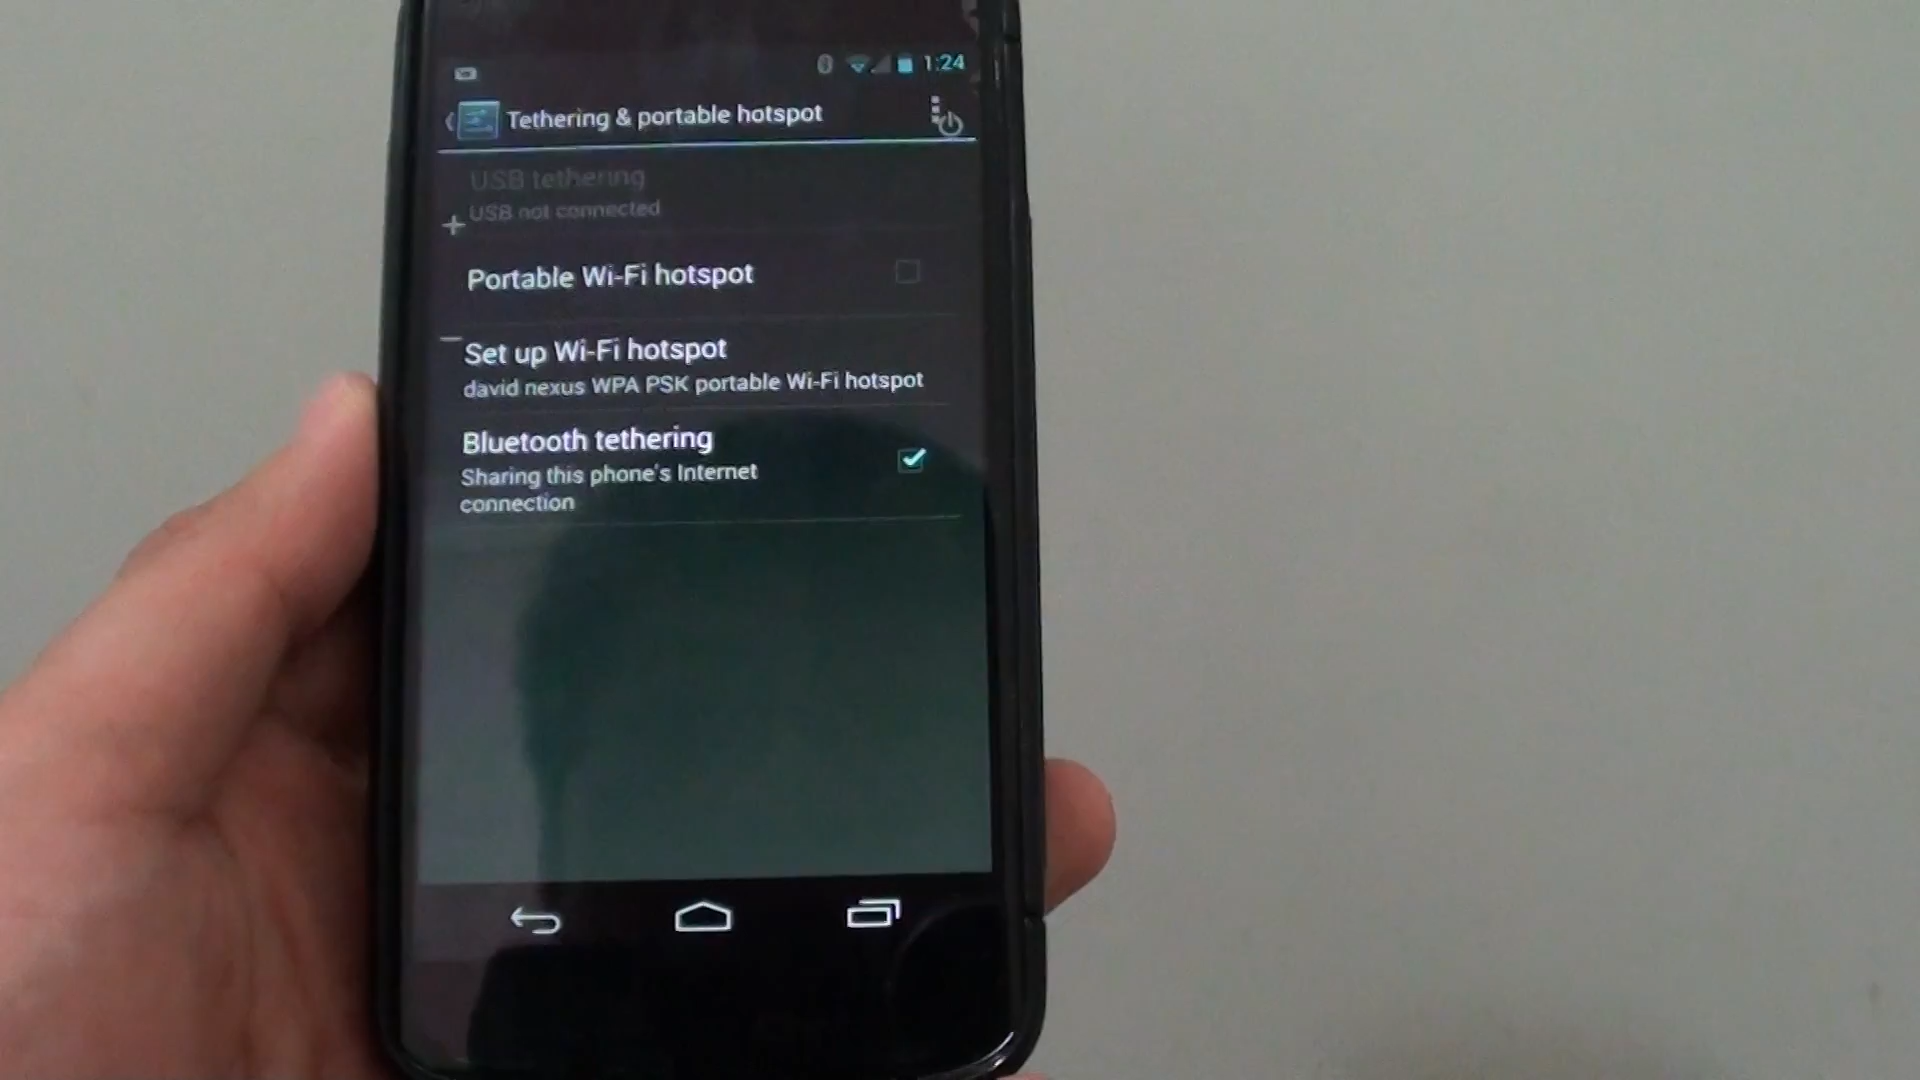 1:24
Tethering & portable hotspot
USB tethering
USB not connected
Portable Wi-Fi hotspot
Set up Wi-Fi hotspot
david nexus WPA PSK portable Wi-Fi hotspot
Bluetooth tethering
Sharing this phone's Internet
connection